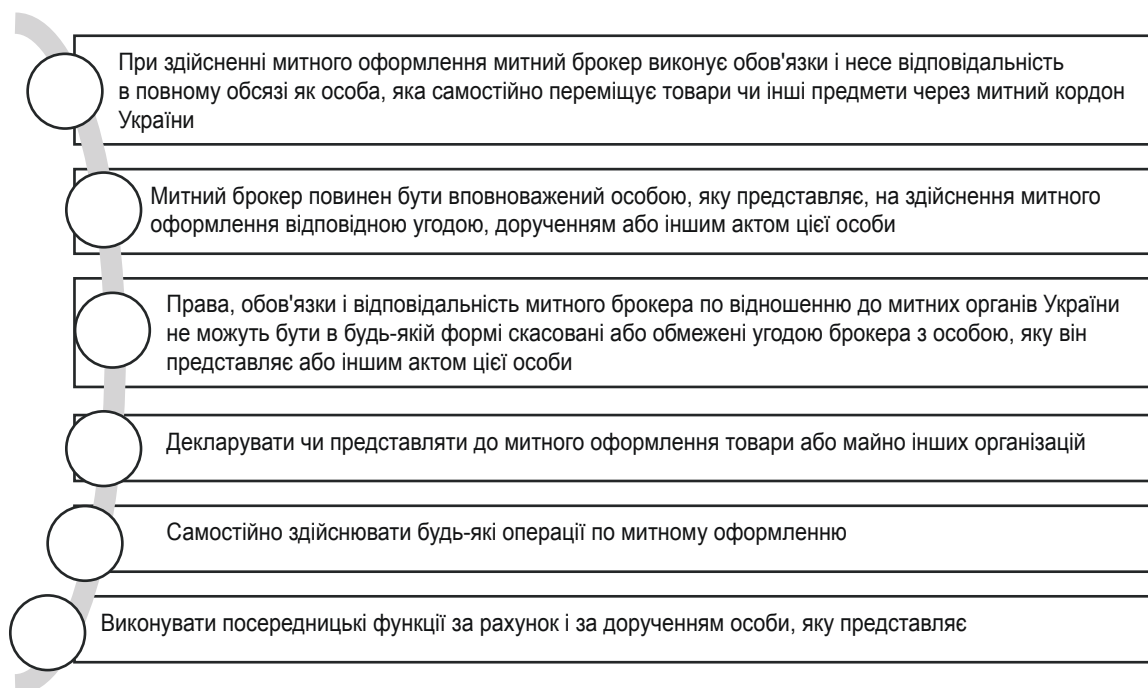 При здійсненні митного оформлення митний брокер виконує обов'язки і несе відповідальність
в повному обсязі як особа, яка самостійно переміщує товари чи інші предмети через митний кордон
України
Митний брокер повинен бути вповноважений особою, яку представляє, на здійснення митного
оформлення відповідною угодою, дорученням або іншим актом цієї особи
Права, обов'язки і відповідальність митного брокера по відношенню до митних органів України
не можуть бути в будь-якій формі скасовані або обмежені угодою брокера з особою, яку він
представляє або іншим актом цієї особи
Декларувати чи представляти до митного оформлення товари або майно інших організацій
Самостійно здійснювати будь-які операції по митному оформленню
Виконувати посередницькі функції за рахунок і за дорученням особи, яку представляє